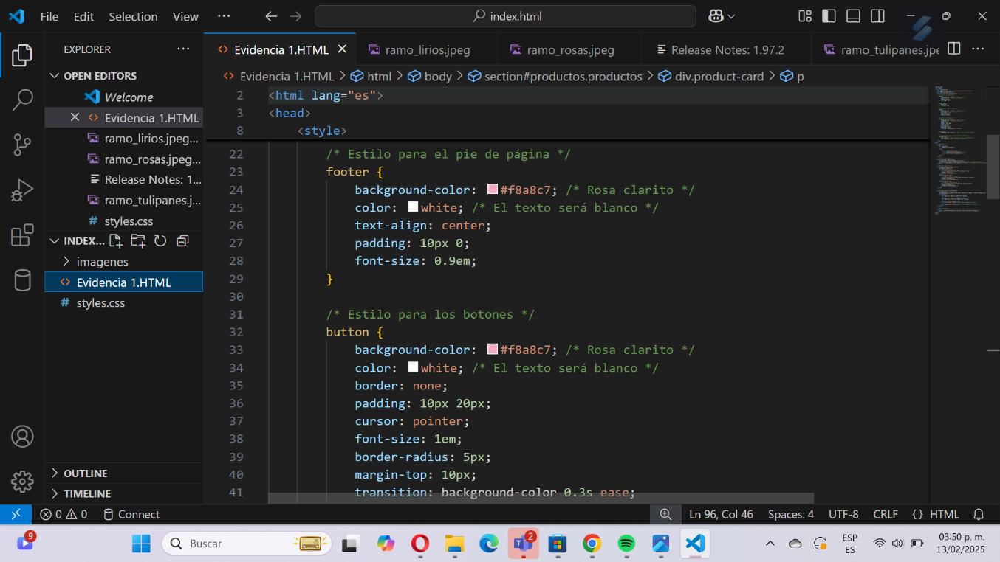 File Edit Selection View ···
index.html
EXPLORER ···
Evidencia 1.HTML
ramo_lirios.jpeg
ramo_rosas.jpeg
Release Notes: 1.97.2
ramo_tulipanes.jpe
OPEN EDITORS
Welcome
Evidencia 1.HTML
ramo_lirios.jpeg...
ramo_rosas.jpeg...
Release Notes: 1...
ramo_tulipanes.j...
styles.css
INDEX...
imagenes
Evidencia 1.HTML
styles.css
OUTLINE
TIMELINE
Evidencia 1.HTML > html > body > section#productos.productos > div.product-card > p
2 <html lang="es">
3 <head>
8 <style>
22 /* Estilo para el pie de página */
23 footer {
24 background-color: #f8a8c7; /* Rosa clarito */
25 color: white; /* El texto será blanco */
26 text-align: center;
27 padding: 10px 0;
28 font-size: 0.9em;
29 }
30
31 /* Estilo para los botones */
32 button {
33 background-color: #f8a8c7; /* Rosa clarito */
34 color: white; /* El texto será blanco */
35 border: none;
36 padding: 10px 20px;
37 cursor: pointer;
38 font-size: 1em;
39 border-radius: 5px;
40 margin-top: 10px;
41 transition: background-color 0.3s ease;
0 0 Connect
Ln 96, Col 46 Spaces: 4 UTF-8 CRLF {} HTML
9
Buscar
2
ESP
ES
03:50 p. m.
13/02/2025